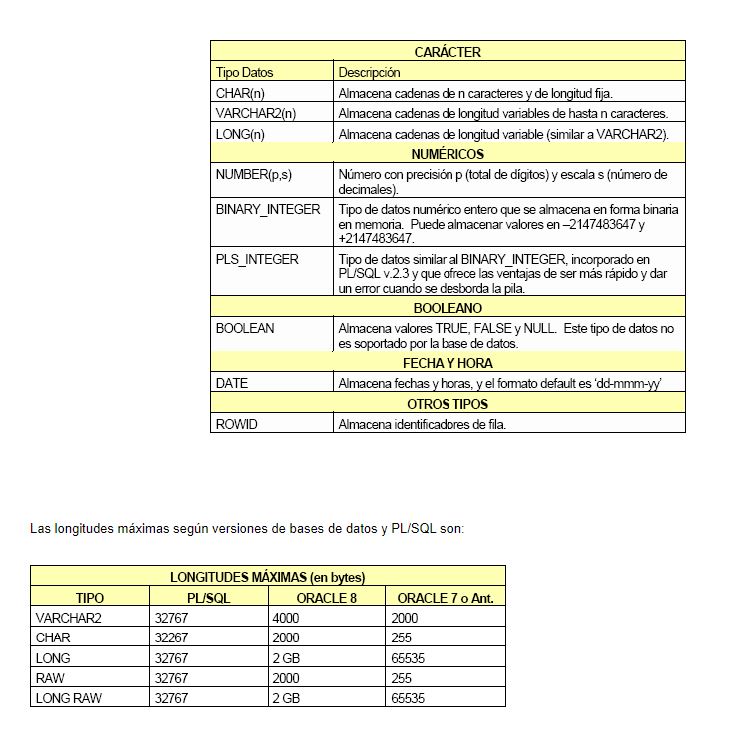 CARÁCTER
Tipo Datos Descripción
CHAR(n) Almacena cadenas de n caracteres y de longitud fija.
VARCHAR2(n) Almacena cadenas de longitud variables de hasta n caracteres.
LONG(n) Almacena cadenas de longitud variable (similar a VARCHAR2).
NUMÉRICOS
NUMBER(p,s) Número con precisión p (total de dígitos) y escala s (número de
decimales).
BINARY_INTEGER Tipo de datos numérico entero que se almacena en forma binaria
en memoria. Puede almacenar valores en –2147483647 y
+2147483647.
PLS_INTEGER Tipo de datos similar al BINARY_INTEGER, incorporado en
PL/SQL v.2.3 y que ofrece las ventajas de ser más rápido y dar
un error cuando se desborda la pila.
BOOLEANO
BOOLEAN Almacena valores TRUE, FALSE y NULL. Este tipo de datos no
es soportado por la base de datos.
FECHA Y HORA
DATE Almacena fechas y horas, y el formato default es ‘dd-mmm-yy’
OTROS TIPOS
ROWID Almacena identificadores de fila.
Las longitudes máximas según versiones de bases de datos y PL/SQL son:
LONGITUDES MÁXIMAS (en bytes)
TIPO PL/SQL ORACLE 8 ORACLE 7 o Ant.
VARCHAR2 32767 4000 2000
CHAR 32267 2000 255
LONG 32767 2 GB 65535
RAW 32767 2000 255
LONG RAW 32767 2 GB 65535